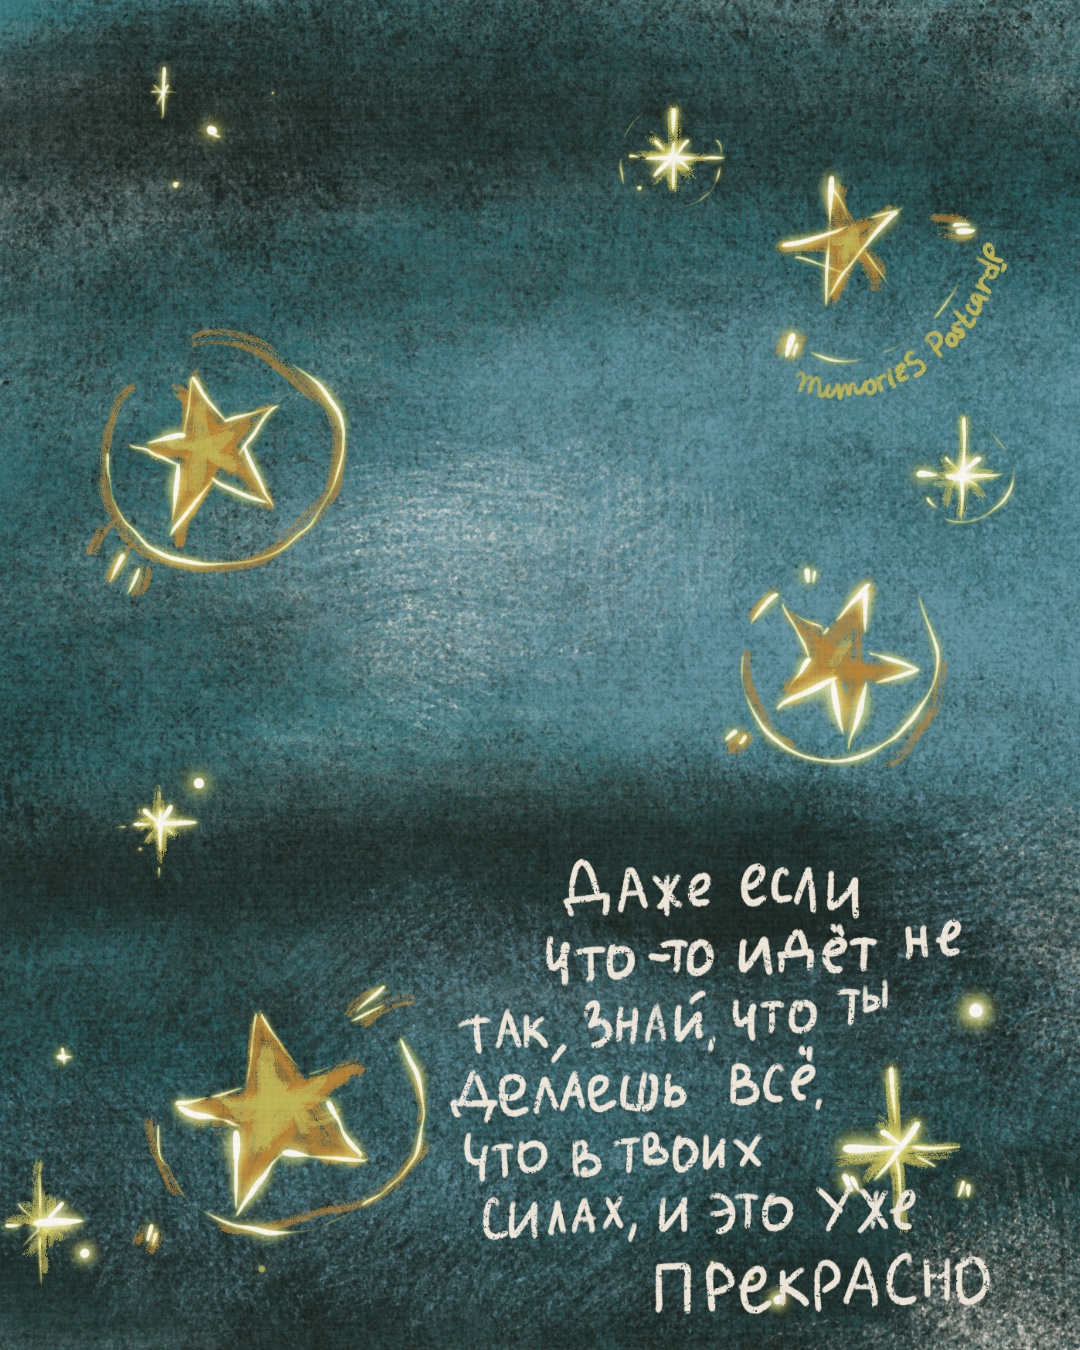 Memories Postcards
Даже если
что-то идёт не
так, знай, что ты
делаешь всё,
что в твоих
силах, и это уже
прекрасно